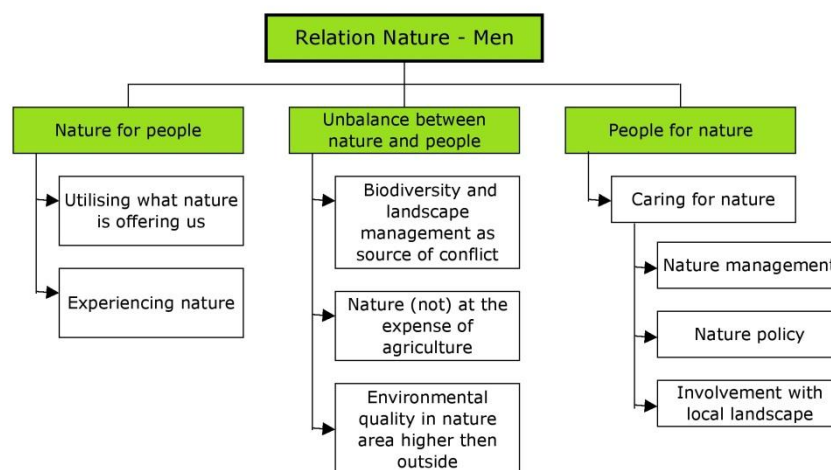 Relation Nature - Men
Nature for people
Utilising what nature
is offering us
Experiencing nature
Unbalance between
nature and people
Biodiversity and
landscape
management as
source of conflict
Nature (not) at the
expense of
agriculture
Environmental
quality in nature
area higher then
outside
People for nature
Caring for nature
Nature management
Nature policy
Involvement with
local landscape